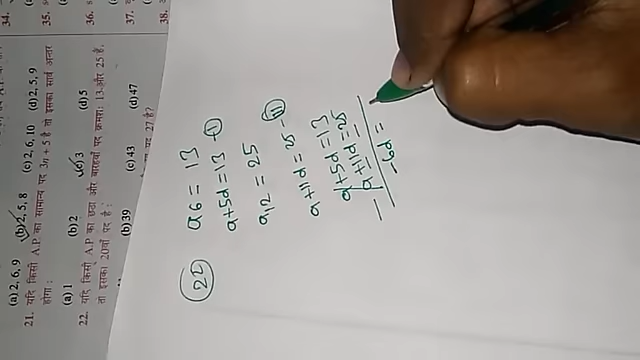 34.
(a) 2, 6, 9
(b) 2, 5, 8
(c) 2, 6, 10
(d) 2, 5, 9
35.
21. यदि किसी A.P का सामान्य पद 3n + 5 है तो इसका सार्व अन्तर
होगा :
(a) 1
(b) 2
(c) 3
(d) 5
36.
22. यदि किसी A.P का छठा और बारहवाँ पद क्रमशः 13 और 25 है,
तो इसका 20वाँ पद है :
37.
(b) 39
(c) 43
(d) 47
38.
पद 27 है?
22
a6 = 13
a+5d = 13
a12 = 25
a+11d = 25 - II
a+5d = 13
a+11d = 25
-6d =